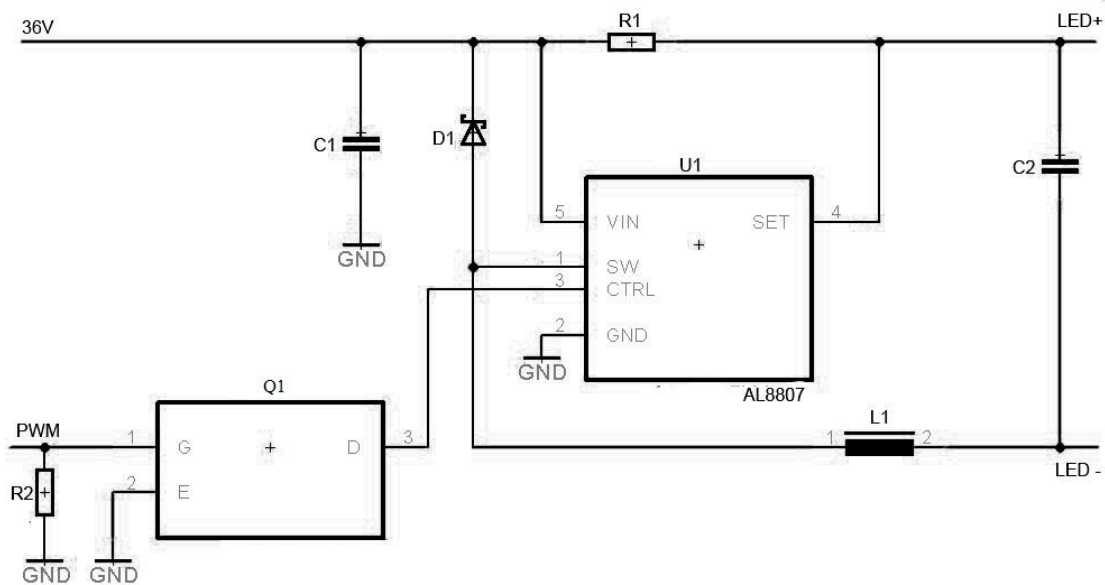 36V
R1
LED+
C1
D1
U1
C2
5
VIN
SET
4
1
SW
3
CTRL
2
GND
GND
GND
AL8807
Q1
L1
PWM
1
G
D
3
1
2
R2
2
E
LED -
GND
GND